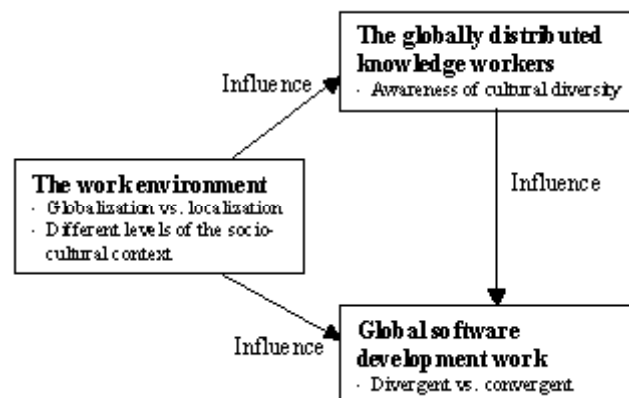 The globally distributed
knowledge workers
· Awareness of cultural diversity
Influence
The work environment
· Globalization vs. localization
· Different levels of the socio-
cultural context
Influence
Influence
Global software
development work
· Divergent vs. convergent